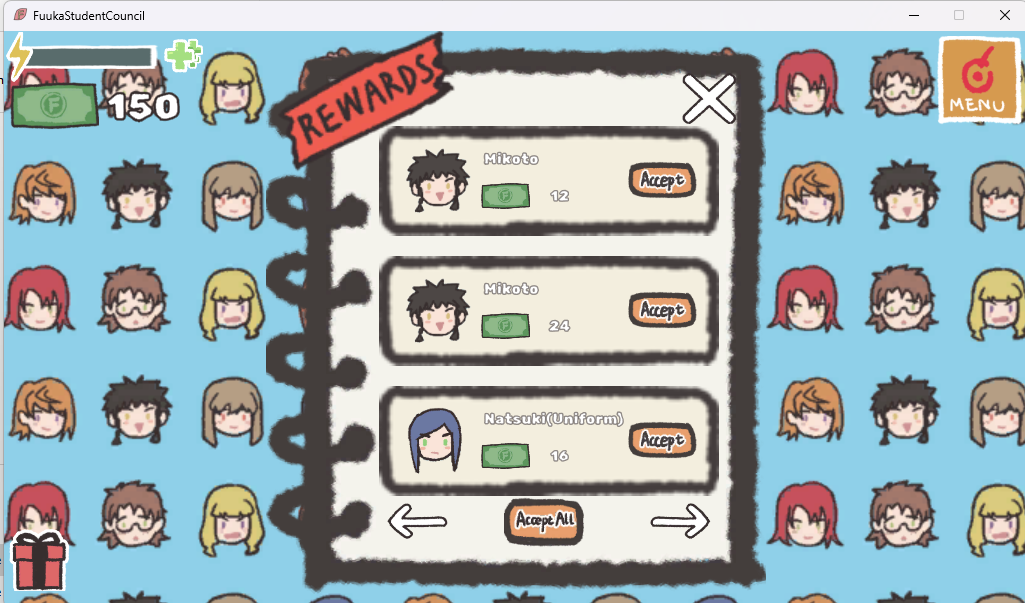 FuukaStudentCouncil
150
MENU
REWARDS
Mikoto
12
Accept
Mikoto
24
Accept
Natsuki(Uniform)
16
Accept
Accept All